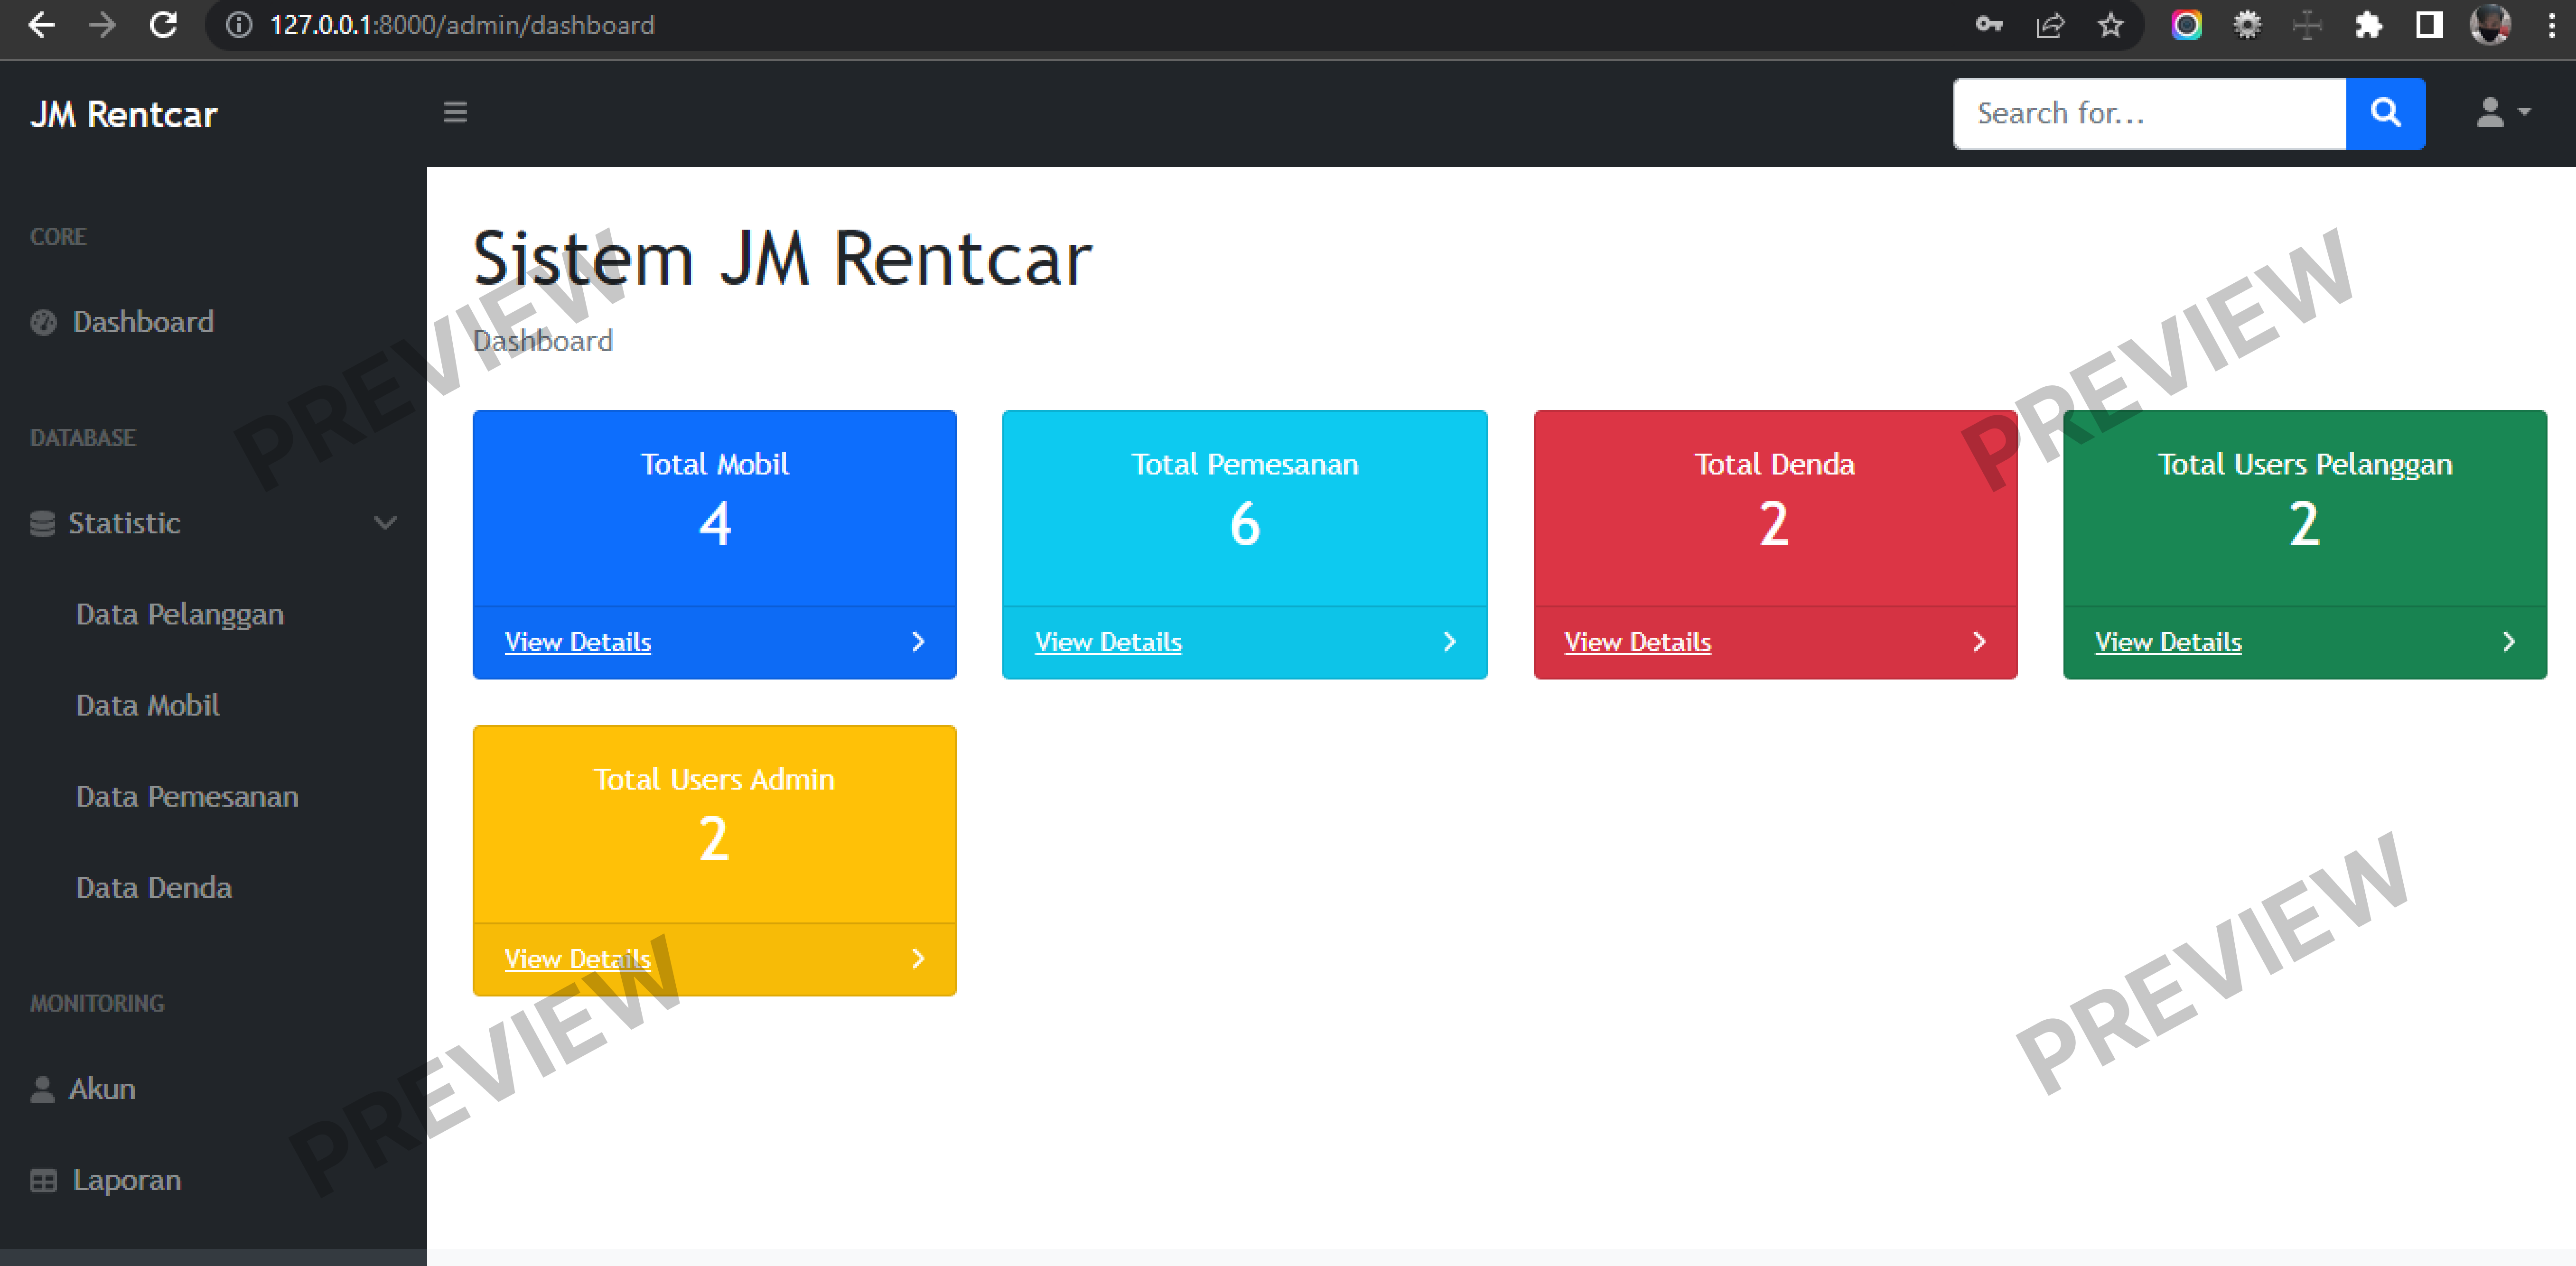 127.0.0.1:8000/admin/dashboard
JM Rentcar
Search for...
CORE
Dashboard
DATABASE
Statistic
Data Pelanggan
Data Mobil
Data Pemesanan
Data Denda
MONITORING
Akun
Laporan
Sistem JM Rentcar
Dashboard
Total Mobil
4
View Details
Total Pemesanan
6
View Details
Total Denda
2
View Details
Total Users Pelanggan
2
View Details
Total Users Admin
2
View Details
PREVIEW
PREVIEW
PREVIEW
PREVIEW